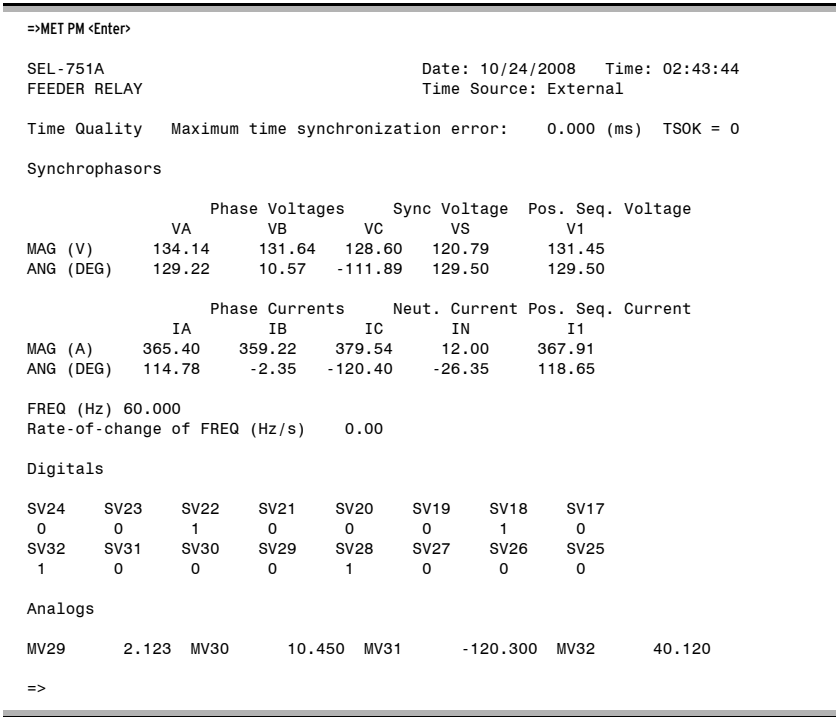 =>MET PM <Enter>
SEL-751A Date: 10/24/2008 Time: 02:43:44
FEEDER RELAY Time Source: External
Time Quality Maximum time synchronization error: 0.000 (ms) TSOK = 0
Synchrophasors
Phase Voltages Sync Voltage Pos. Seq. Voltage
VA VB VC VS V1
MAG (V) 134.14 131.64 128.60 120.79 131.45
ANG (DEG) 129.22 10.57 -111.89 129.50 129.50
Phase Currents Neut. Current Pos. Seq. Current
IA IB IC IN I1
MAG (A) 365.40 359.22 379.54 12.00 367.91
ANG (DEG) 114.78 -2.35 -120.40 -26.35 118.65
FREQ (Hz) 60.000
Rate-of-change of FREQ (Hz/s) 0.00
Digitals
SV24 SV23 SV22 SV21 SV20 SV19 SV18 SV17
0 0 1 0 0 0 1 0
SV32 SV31 SV30 SV29 SV28 SV27 SV26 SV25
1 0 0 0 1 0 0 0
Analogs
MV29 2.123 MV30 10.450 MV31 -120.300 MV32 40.120
=>